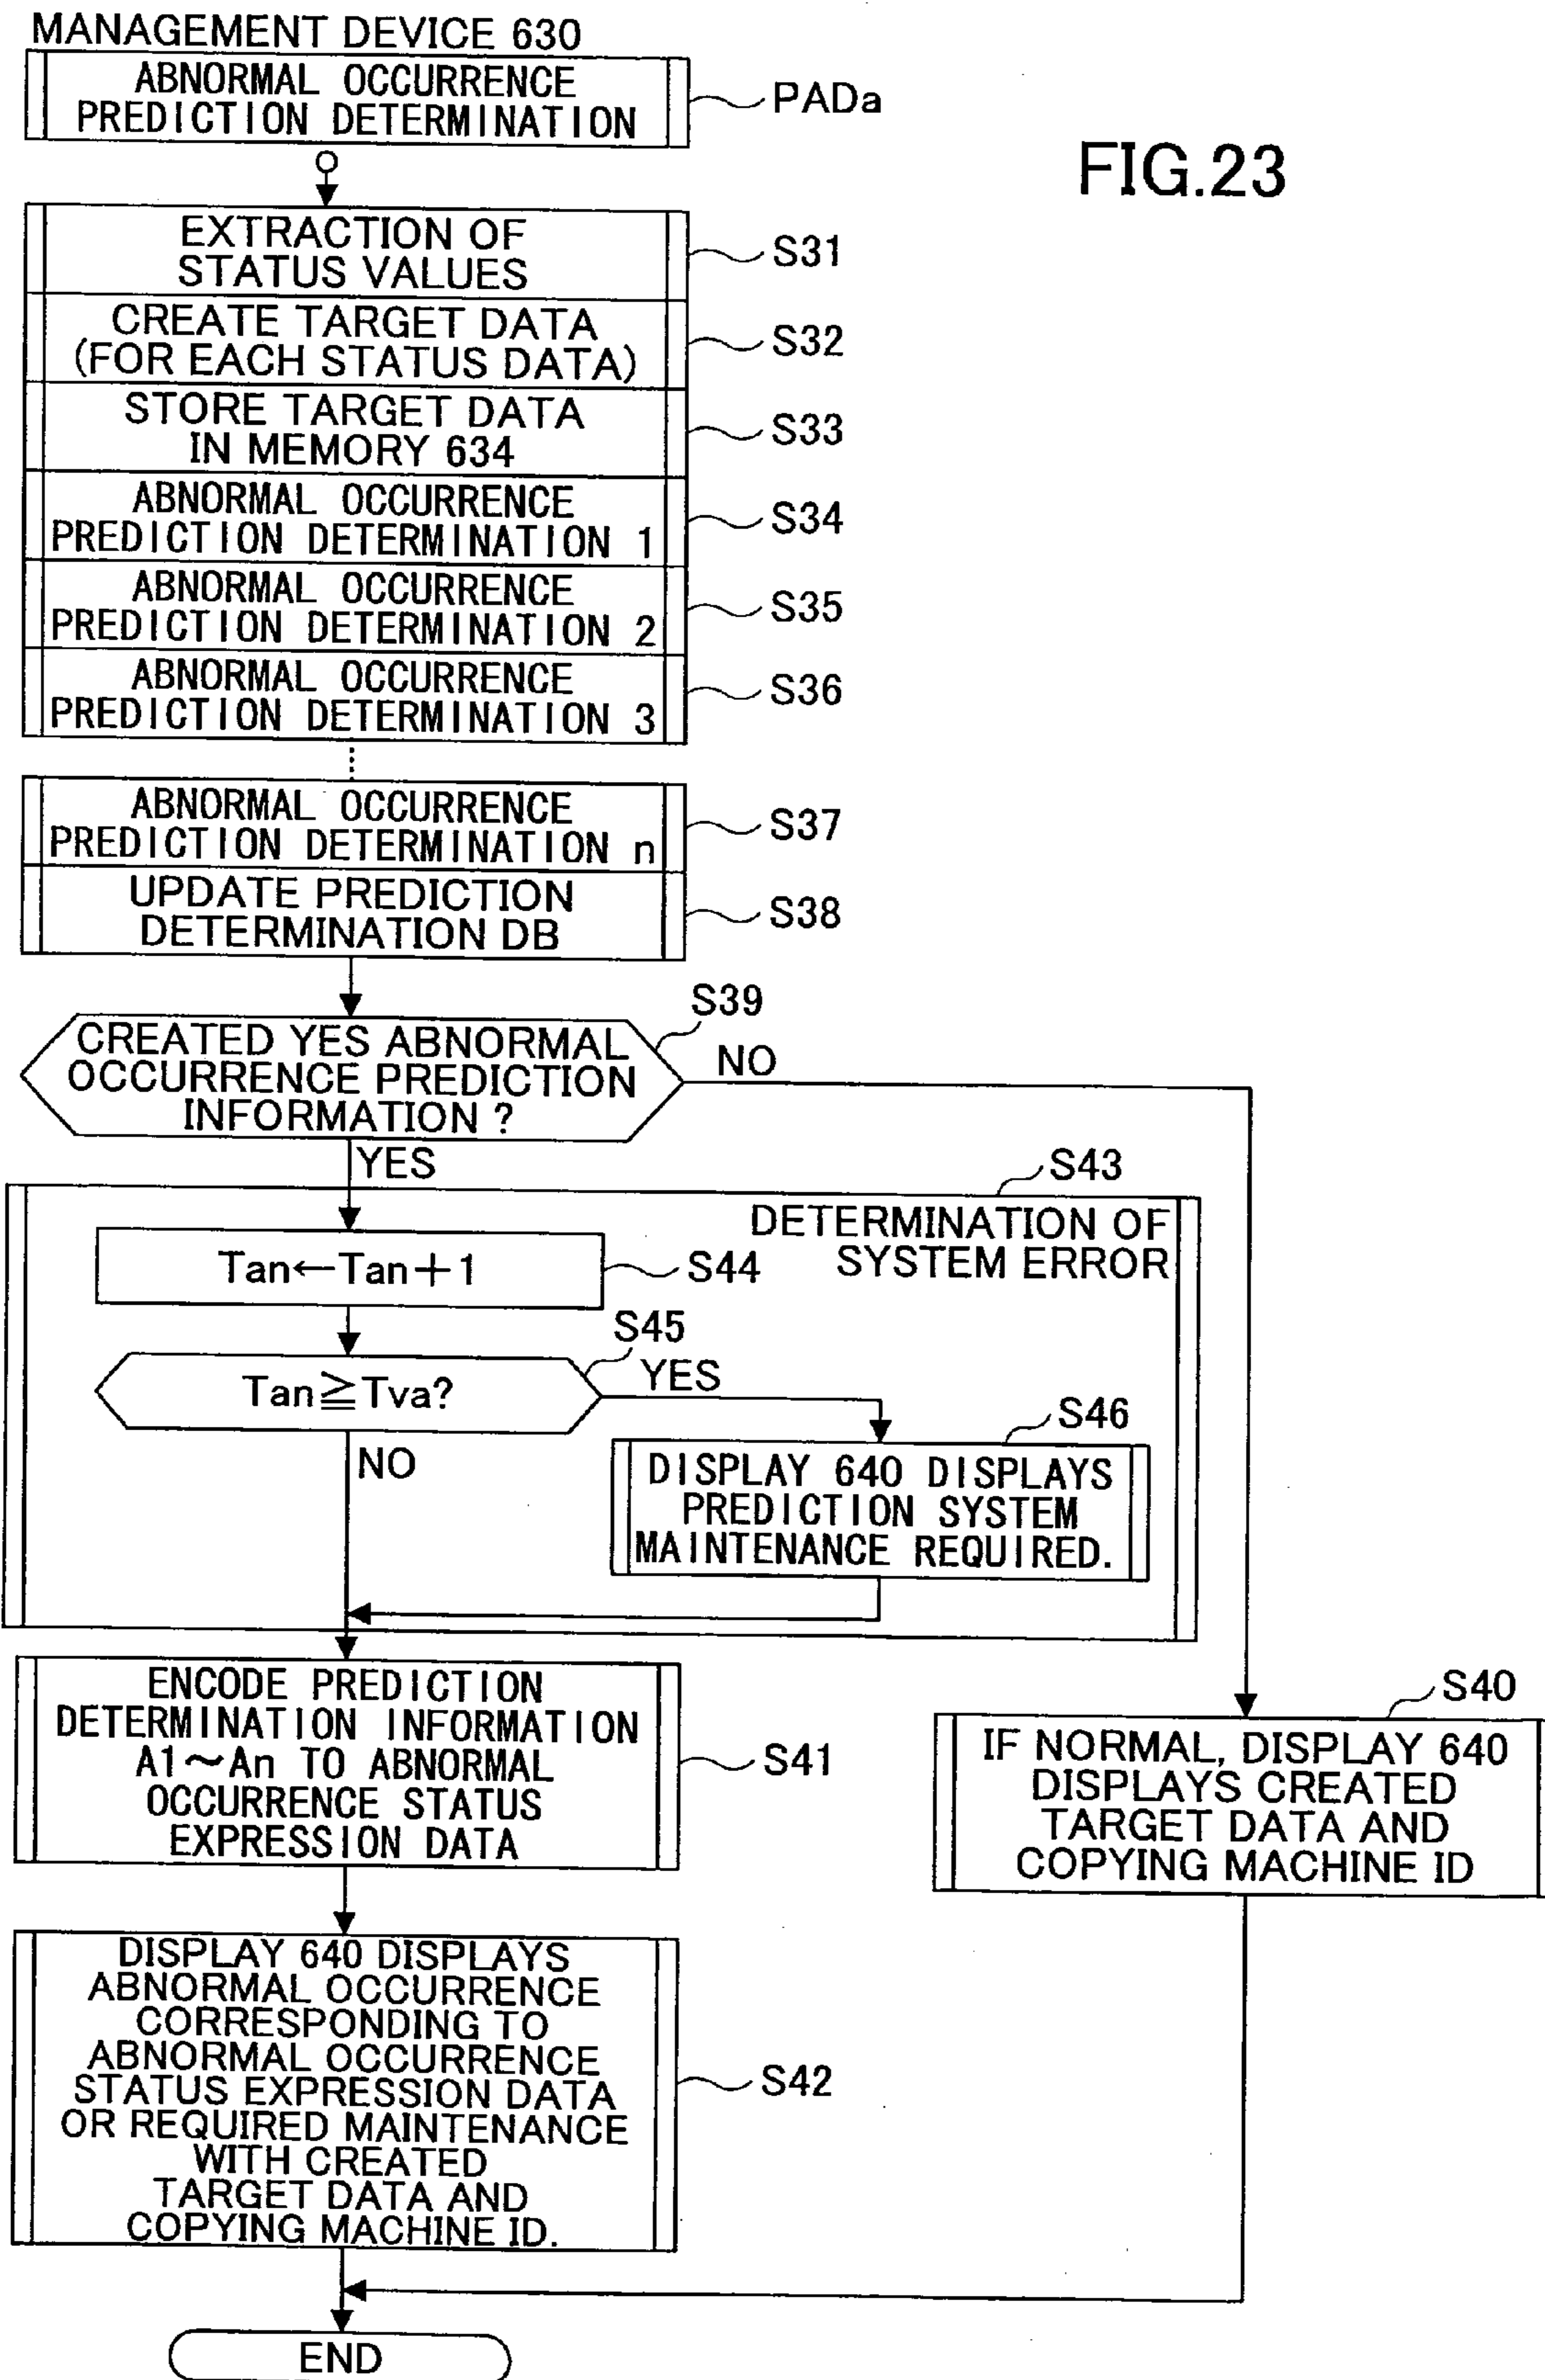 MANAGEMENT DEVICE 630
ABNORMAL OCCURRENCE
PREDICTION DETERMINATION
PADa
FIG.23
EXTRACTION OF
STATUS VALUES
S31
CREATE TARGET DATA
(FOR EACH STATUS DATA)
S32
STORE TARGET DATA
IN MEMORY 634
S33
ABNORMAL OCCURRENCE
PREDICTION DETERMINATION 1
S34
ABNORMAL OCCURRENCE
PREDICTION DETERMINATION 2
S35
ABNORMAL OCCURRENCE
PREDICTION DETERMINATION 3
S36
ABNORMAL OCCURRENCE
PREDICTION DETERMINATION n
S37
UPDATE PREDICTION
DETERMINATION DB
S38
S39
CREATED YES ABNORMAL
OCCURRENCE PREDICTION
INFORMATION ?
NO
YES
S43
DETERMINATION OF
SYSTEM ERROR
Tan←Tan+1
S44
S45
Tan≧Tva?
YES
NO
S46
DISPLAY 640 DISPLAYS
PREDICTION SYSTEM
MAINTENANCE REQUIRED.
ENCODE PREDICTION
DETERMINATION INFORMATION
A1~An TO ABNORMAL
OCCURRENCE STATUS
EXPRESSION DATA
S41
S40
IF NORMAL, DISPLAY 640
DISPLAYS CREATED
TARGET DATA AND
COPYING MACHINE ID
DISPLAY 640 DISPLAYS
ABNORMAL OCCURRENCE
CORRESPONDING TO
ABNORMAL OCCURRENCE
STATUS EXPRESSION DATA
OR REQUIRED MAINTENANCE
WITH CREATED
TARGET DATA AND
COPYING MACHINE ID.
S42
END